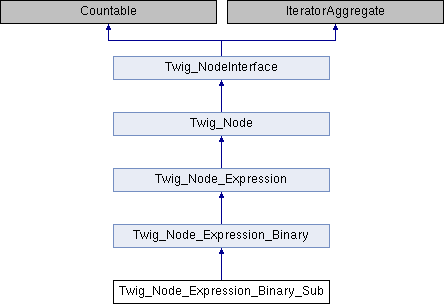 Countable
IteratorAggregate
Twig_NodeInterface
Twig_Node
Twig_Node_Expression
Twig_Node_Expression_Binary
Twig_Node_Expression_Binary_Sub